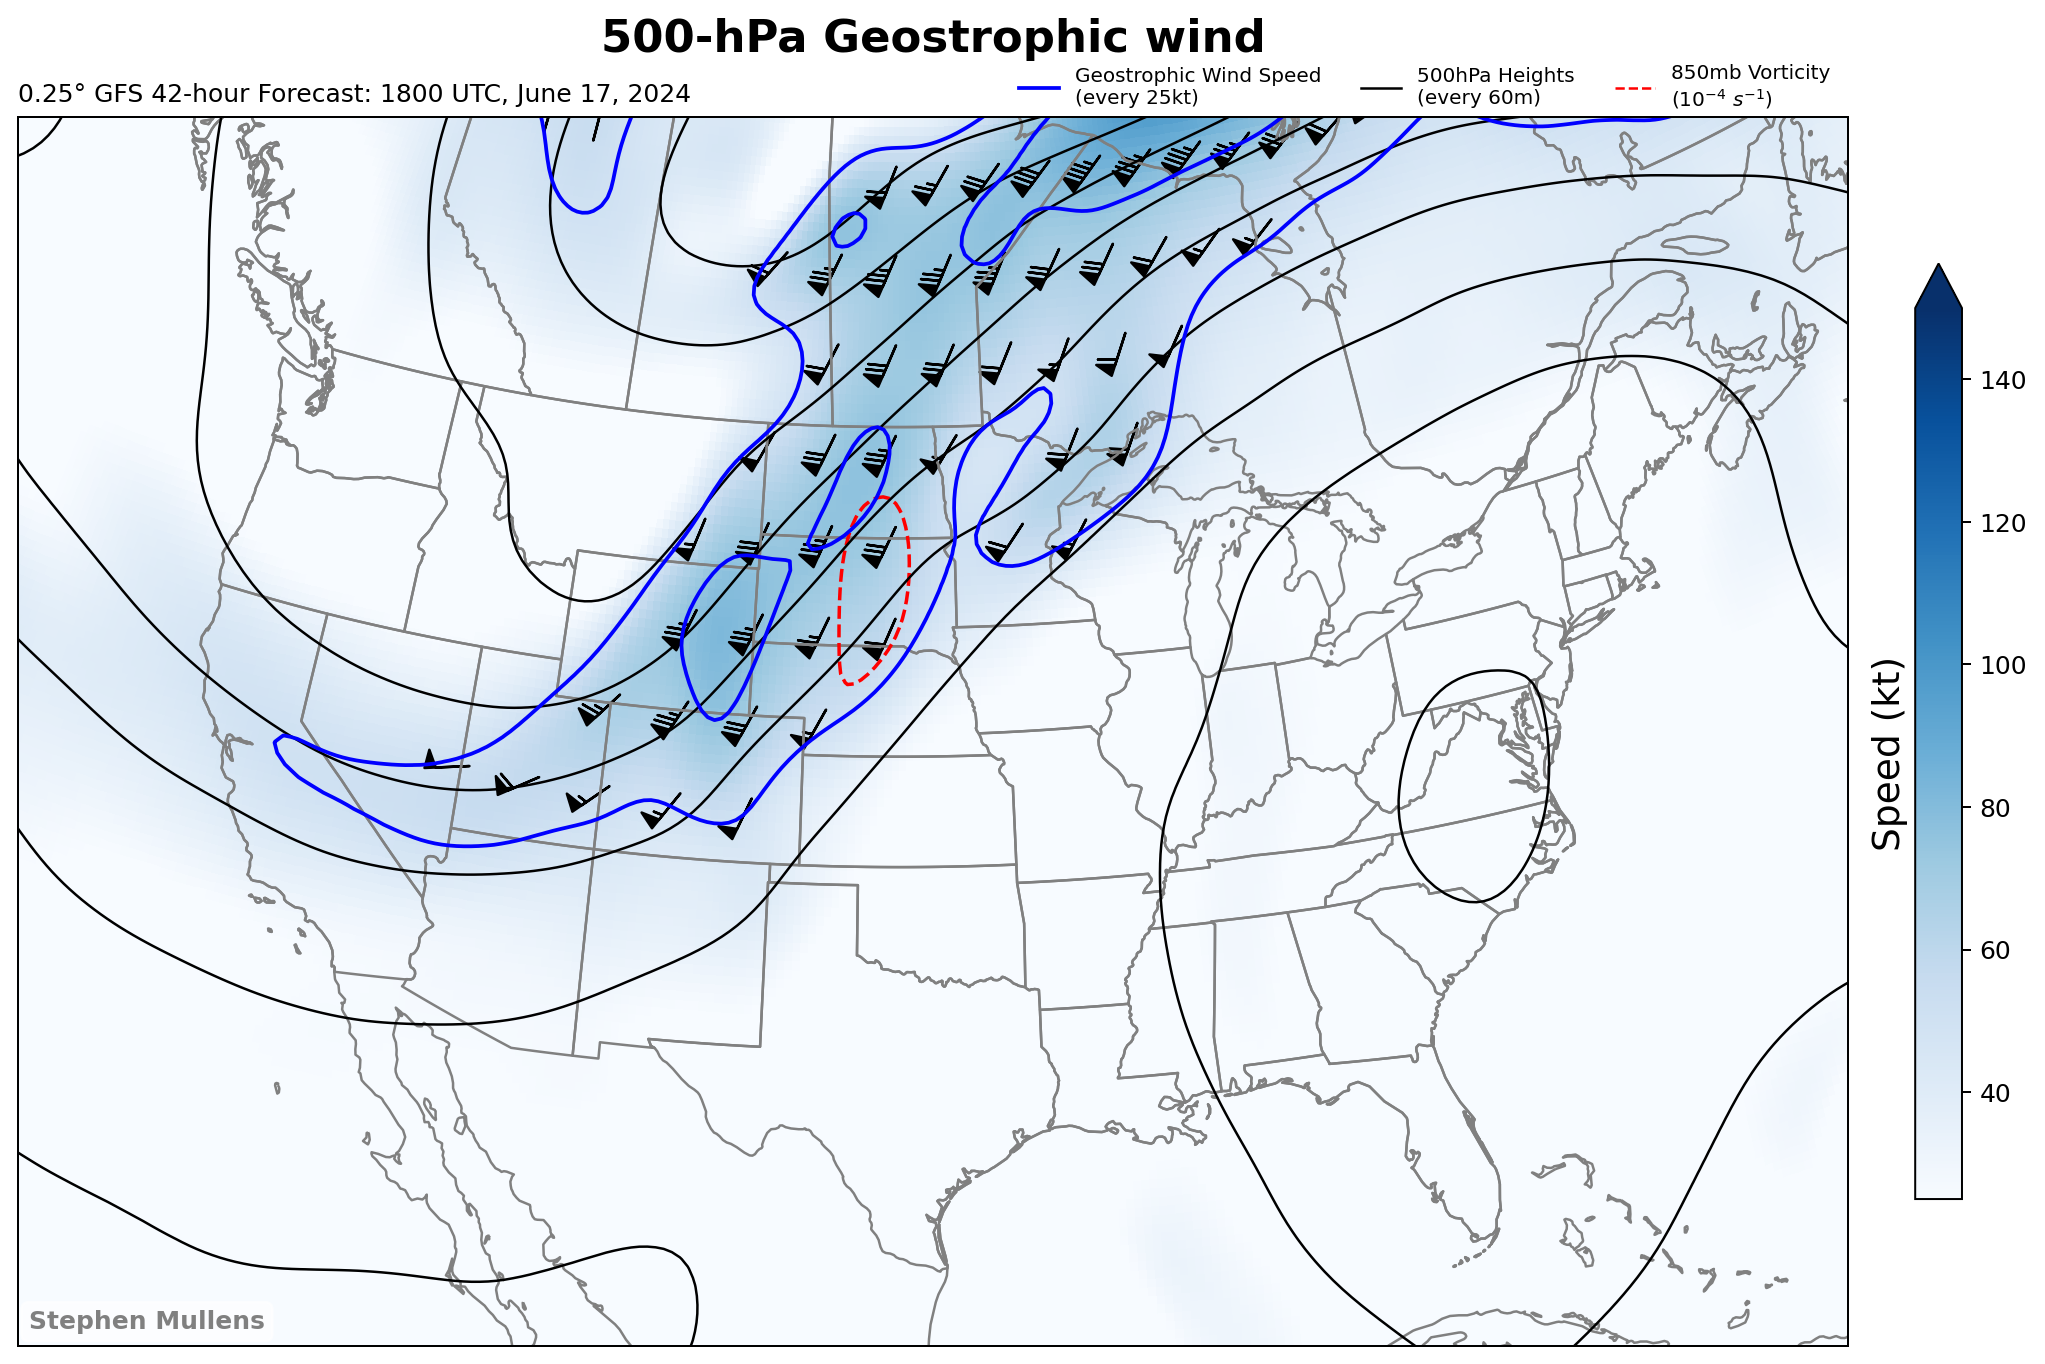 500-hPa Geostrophic wind
0.25° GFS 42-hour Forecast: 1800 UTC, June 17, 2024
Geostrophic Wind Speed
(every 25kt)
500hPa Heights
(every 60m)
850mb Vorticity
(10⁻⁴ s⁻¹)
140
120
100
80
60
40
Speed (kt)
Stephen Mullens